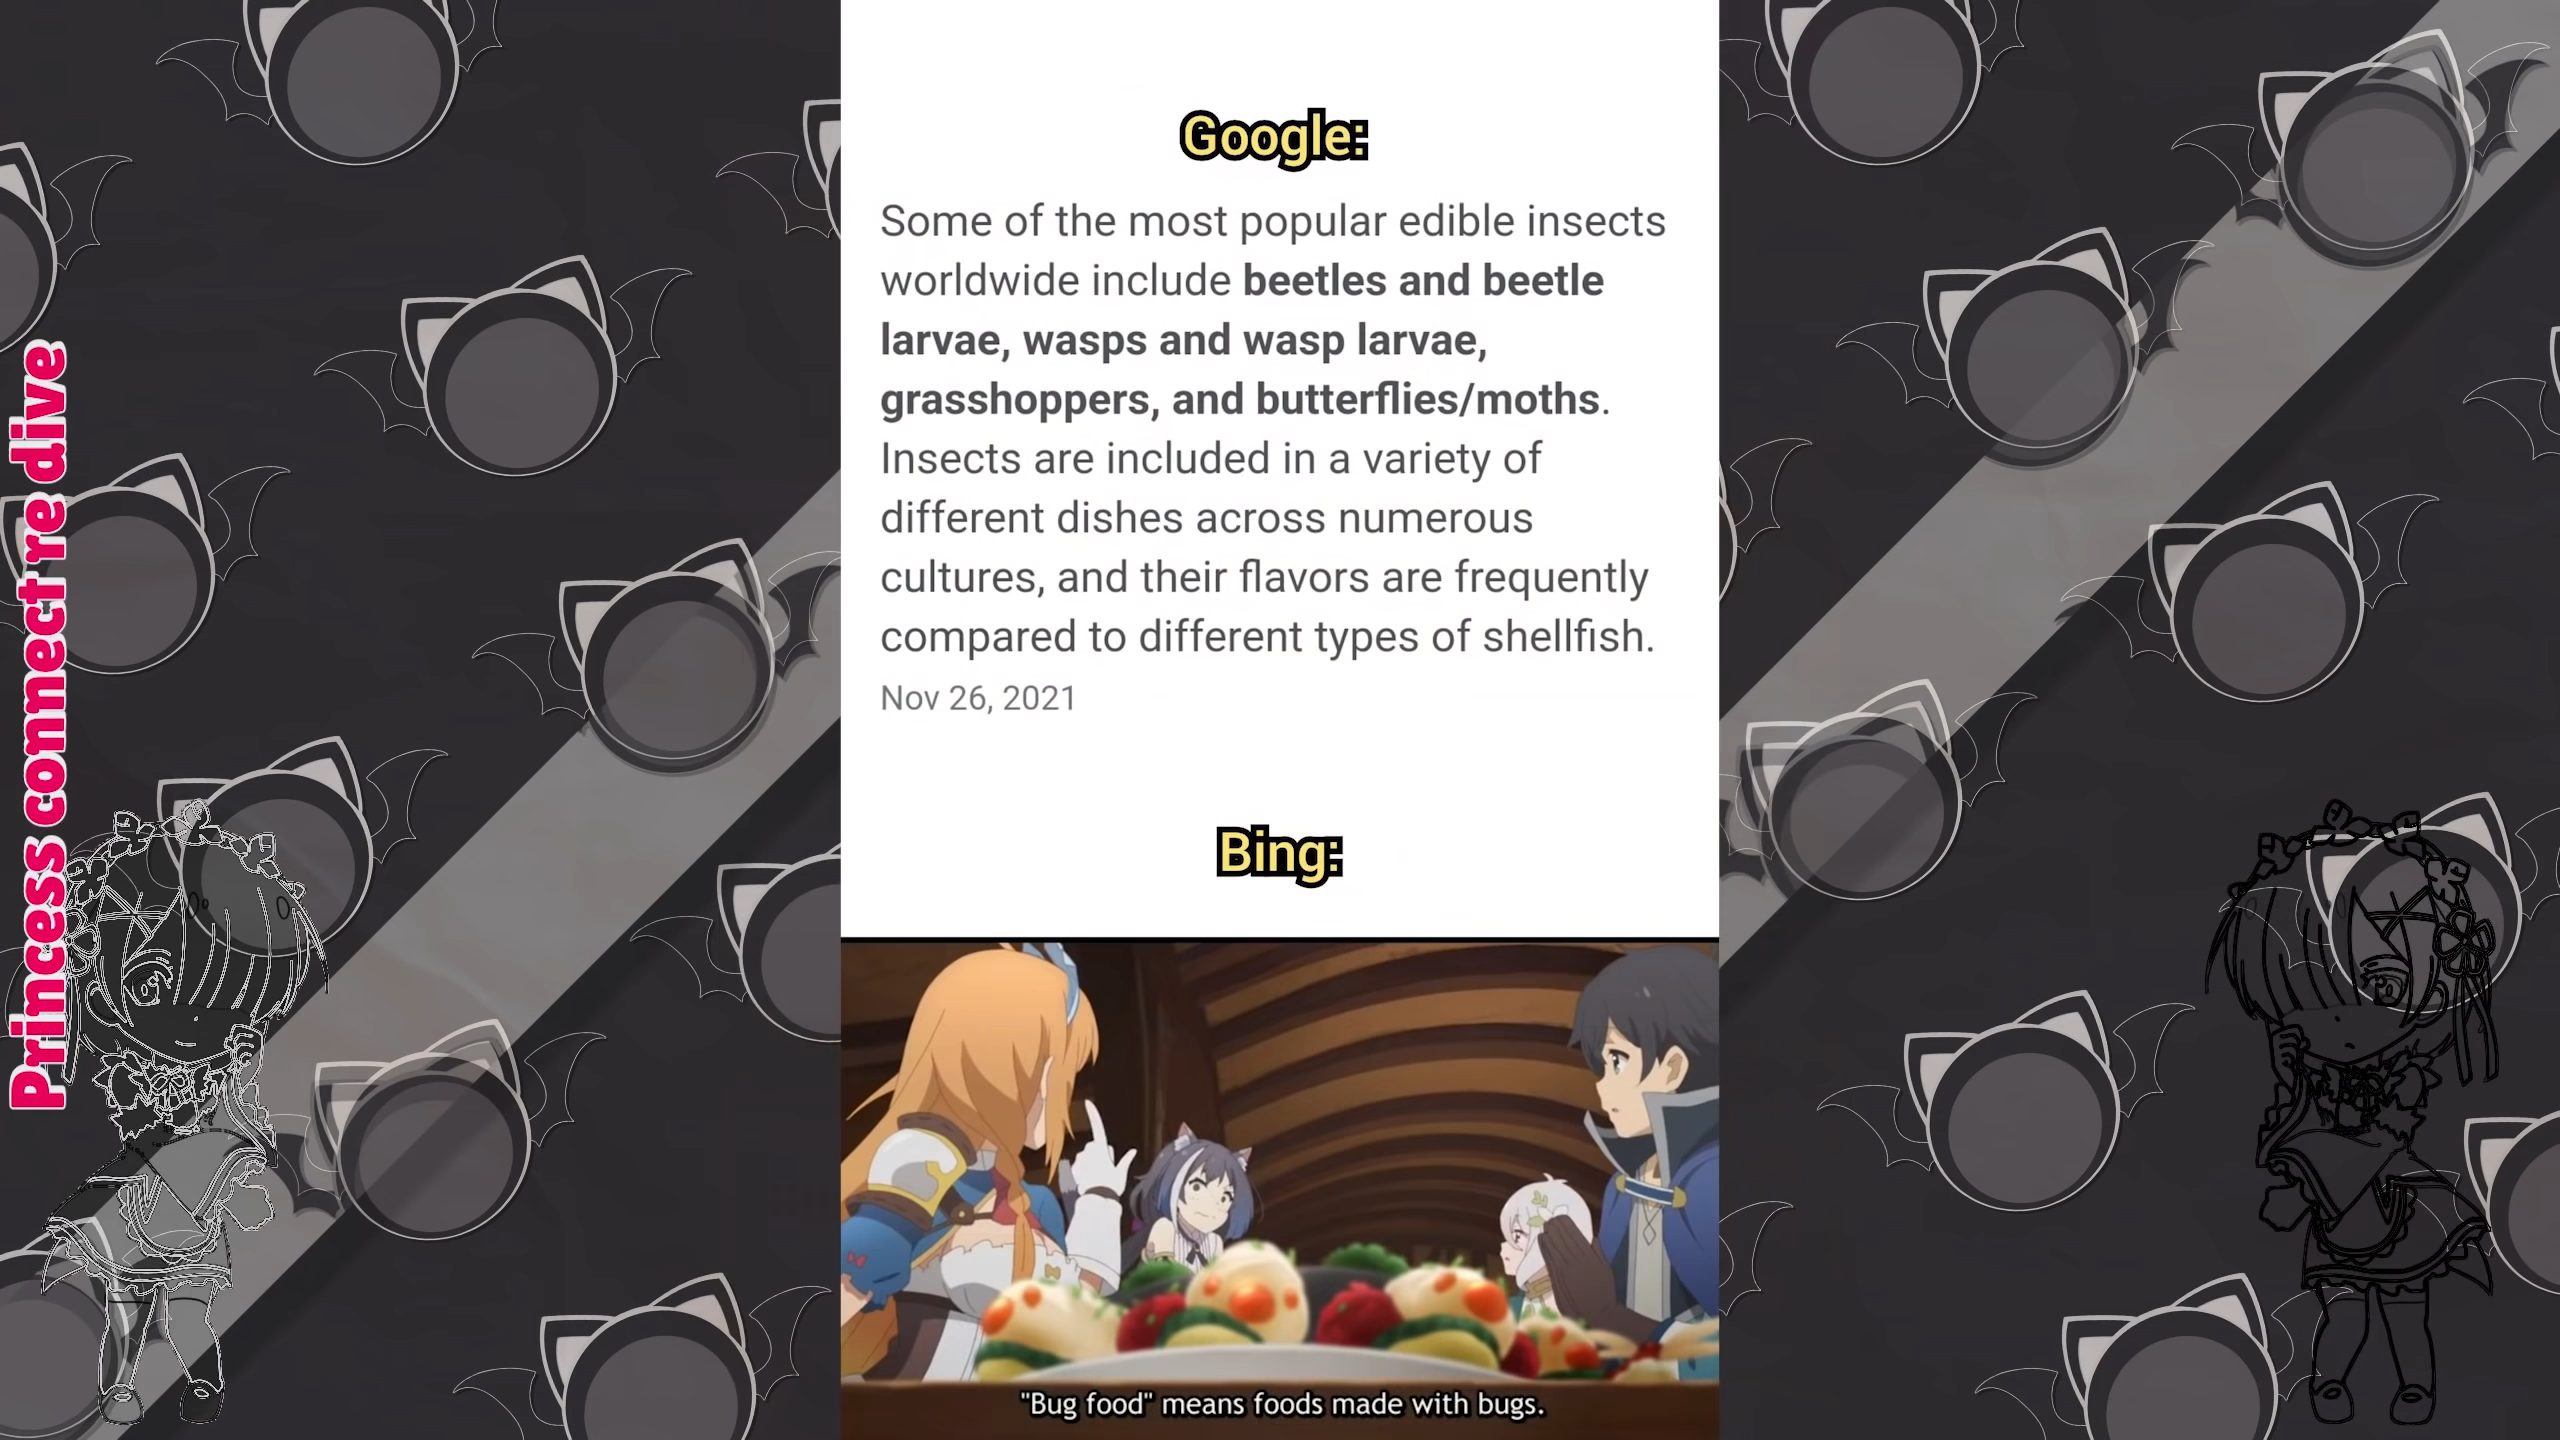 Princess connect re dive
Google:
Some of the most popular edible insects
worldwide include beetles and beetle
larvae, wasps and wasp larvae,
grasshoppers, and butterflies/moths.
Insects are included in a variety of
different dishes across numerous
cultures, and their flavors are frequently
compared to different types of shellfish.
Nov 26, 2021
Bing:
"Bug food" means foods made with bugs.